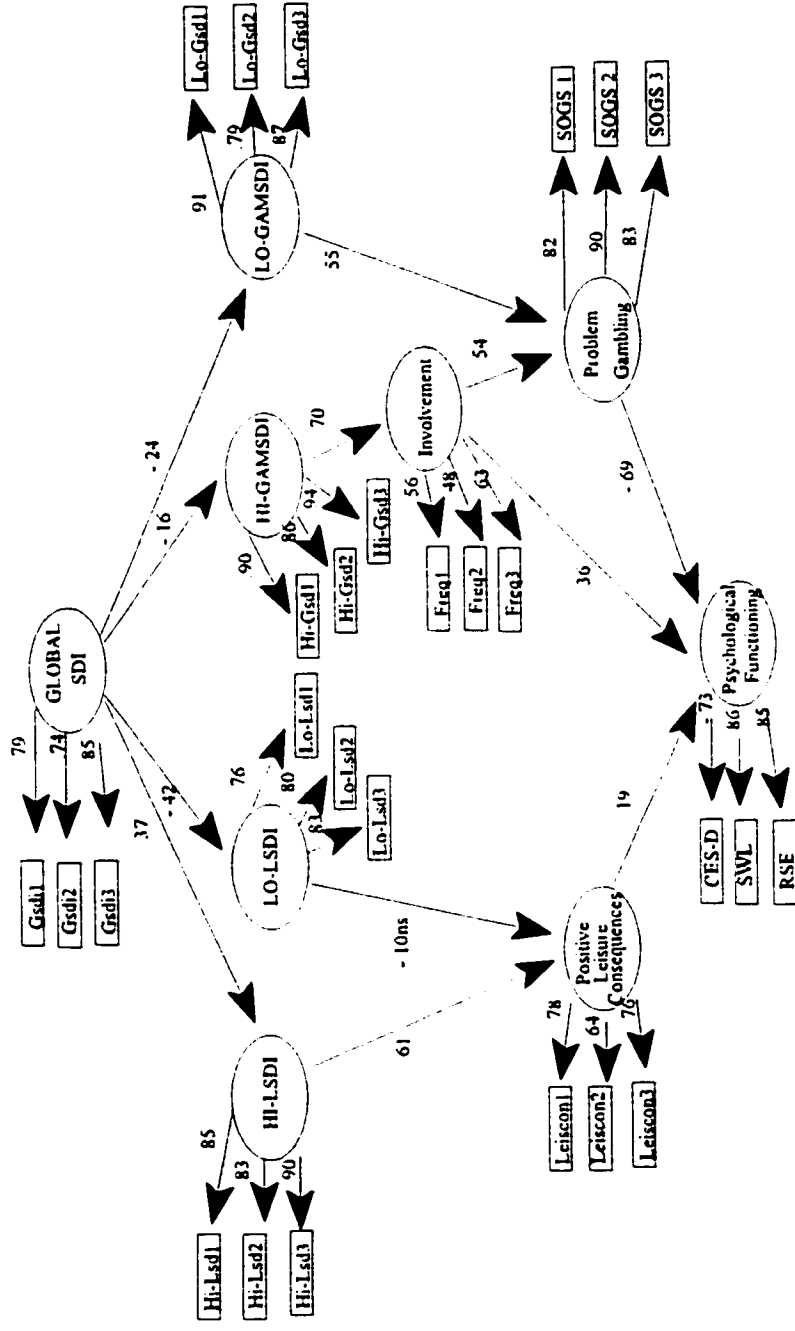 GLOBAL
SDI
79
74
85
Gsdi1
Gsdi2
Gsdi3
37
- 42
- 16
- 24
HI-LSDI
85
83
90
Hi-Lsd1
Hi-Lsd2
Hi-Lsd3
LO-LSDI
76
80
83
Lo-Lsd1
Lo-Lsd2
Lo-Lsd3
HI-GAMSDI
90
86
94
Hi-Gsd1
Hi-Gsd2
Hi-Gsd3
LO-GAMSDI
91
79
87
Lo-Gsd1
Lo-Gsd2
Lo-Gsd3
61
- 10ns
70
55
Involvement
56
48
63
Freq1
Freq2
Freq3
54
36
Positive
Leisure
Consequences
78
64
76
Leiscon1
Leiscon2
Leiscon3
Problem
Gambling
82
90
83
SOGS 1
SOGS 2
SOGS 3
19
- 69
Psychological
Functioning
- 73
86
85
CES-D
SWL
RSE